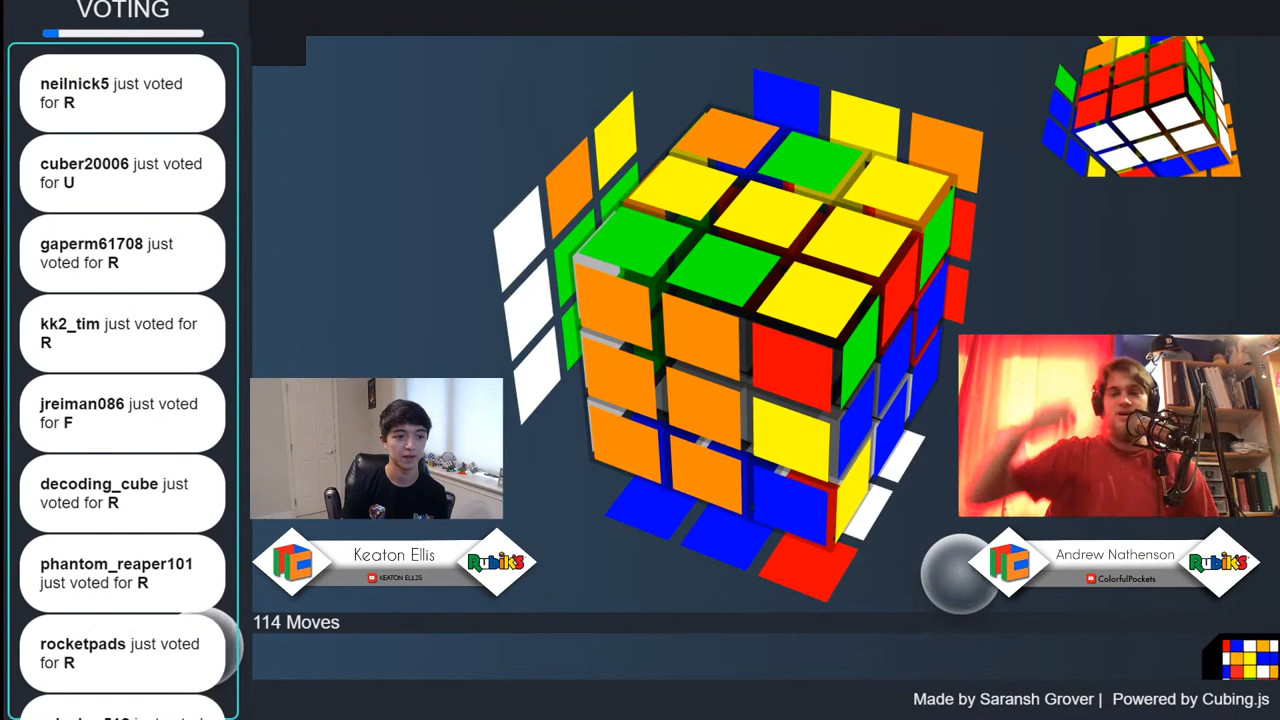 VOTING
neilnick5 just voted
for R
cuber20006 just voted
for U
gaperm61708 just
voted for R
kk2_tim just voted for
R
jreiman086 just voted
for F
decoding_cube just
voted for R
phantom_reaper101
just voted for R
rocketpads just voted
for R
Keaton Ellis
KEATON ELLIS
RUBIK'S
Andrew Nathenson
ColorfulPockets
RUBIK'S
114 Moves
Made by Saransh Grover | Powered by Cubing.js